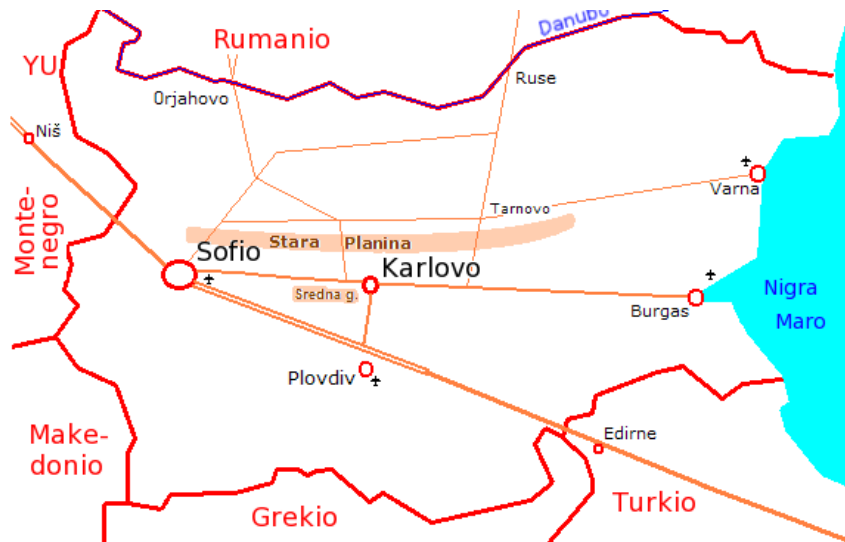 Danubo
Rumanio
YU
Ruse
Orjahovo
Niš
Varna
Tarnovo
Monte-
negro
Stara Planina
Sofio
Karlovo
Sredna g.
Nigra
Maro
Burgas
Plovdiv
Edirne
Make-
donio
Grekio
Turkio